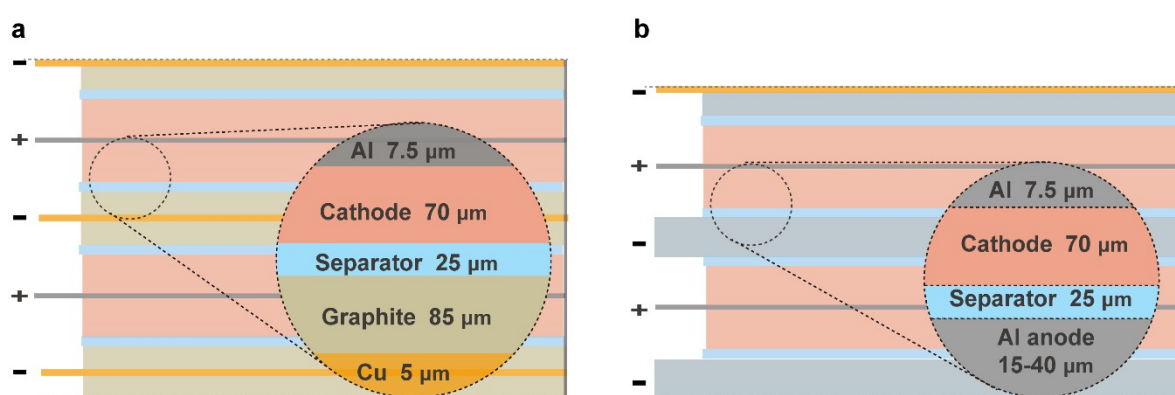 a
b
-
+
-
+
-
Al 7.5 µm
Cathode 70 µm
Separator 25 µm
Graphite 85 µm
Cu 5 µm
-
+
-
+
-
Al 7.5 µm
Cathode 70 µm
Separator 25 µm
Al anode
15-40 µm